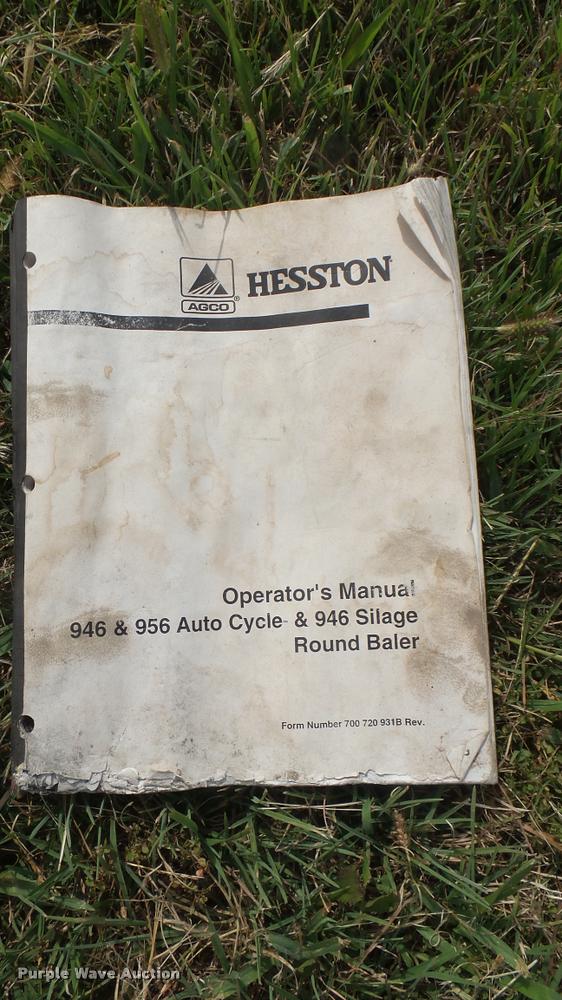 AGCO®
HESSTON
Operator's Manual
946 & 956 Auto Cycle- & 946 Silage
Round Baler
Form Number 700 720 931B Rev.
Purple Wave Auction